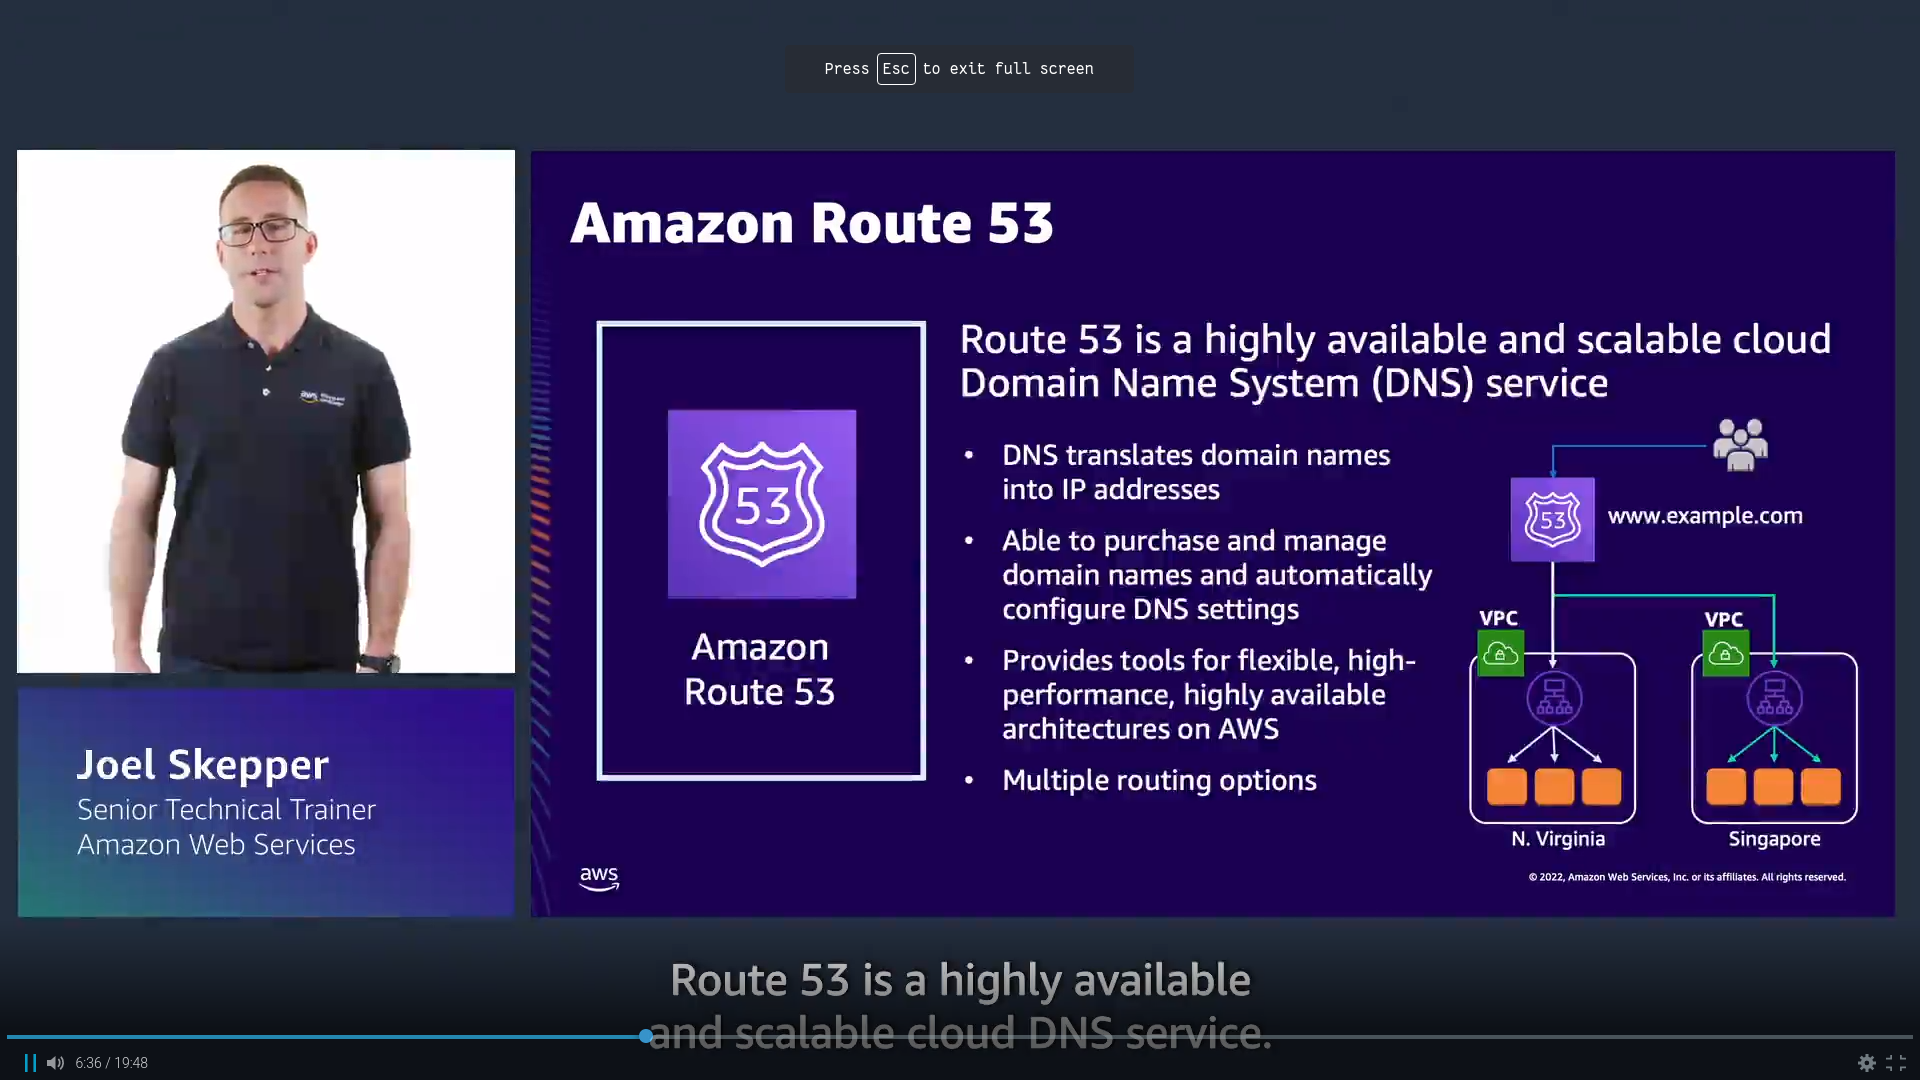 Press Esc to exit full screen
Amazon Route 53
53
Amazon
Route 53
Route 53 is a highly available and scalable cloud
Domain Name System (DNS) service
• DNS translates domain names
into IP addresses
• Able to purchase and manage
domain names and automatically
configure DNS settings
• Provides tools for flexible, high-
performance, highly available
architectures on AWS
• Multiple routing options
53
www.example.com
VPC
VPC
N. Virginia
Singapore
aws
© 2022, Amazon Web Services, Inc. or its affiliates. All rights reserved.
aws
Joel Skepper
Senior Technical Trainer
Amazon Web Services
Route 53 is a highly available
and scalable cloud DNS service.
6:36 / 19:48